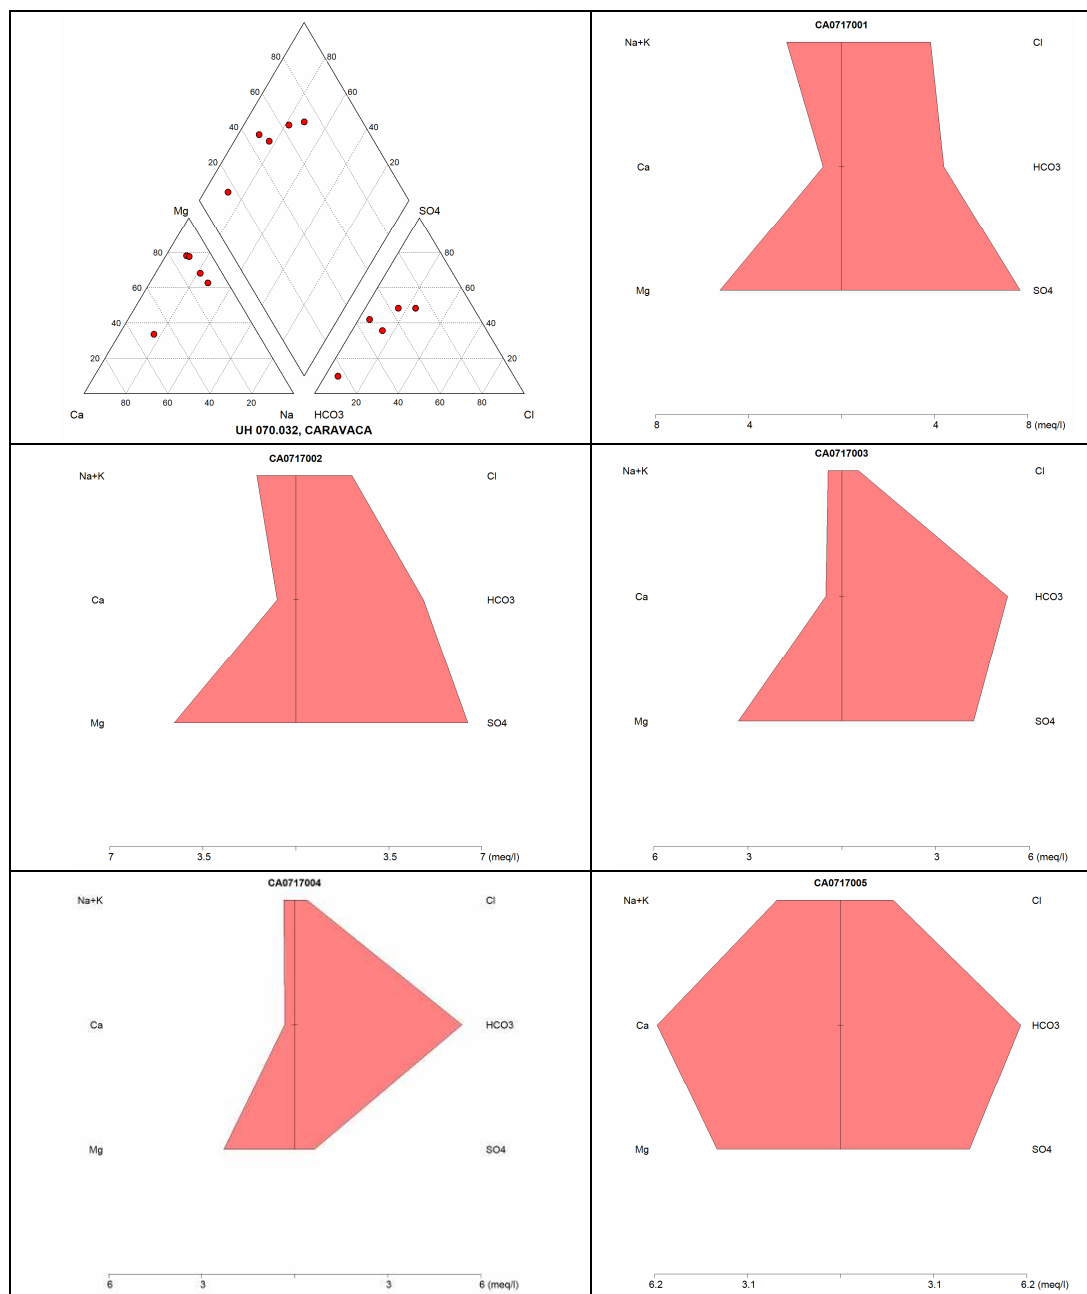 80 80
60 60
40 40
20 20
Mg SO4
80 80
60 60
40 40
20 20
80 60 40 20 20 40 60 80
Ca Na HCO3 Cl
UH 070.032, CARAVACA
CA0717001
Na+K Cl
Ca HCO3
Mg SO4
8 4 4 8 (meq/l)
CA0717002
Na+K Cl
Ca HCO3
Mg SO4
7 3.5 3.5 7 (meq/l)
CA0717003
Na+K Cl
Ca HCO3
Mg SO4
6 3 3 6 (meq/l)
CA0717004
Na+K Cl
Ca HCO3
Mg SO4
6 3 3 6 (meq/l)
CA0717005
Na+K Cl
Ca HCO3
Mg SO4
6.2 3.1 3.1 6.2 (meq/l)